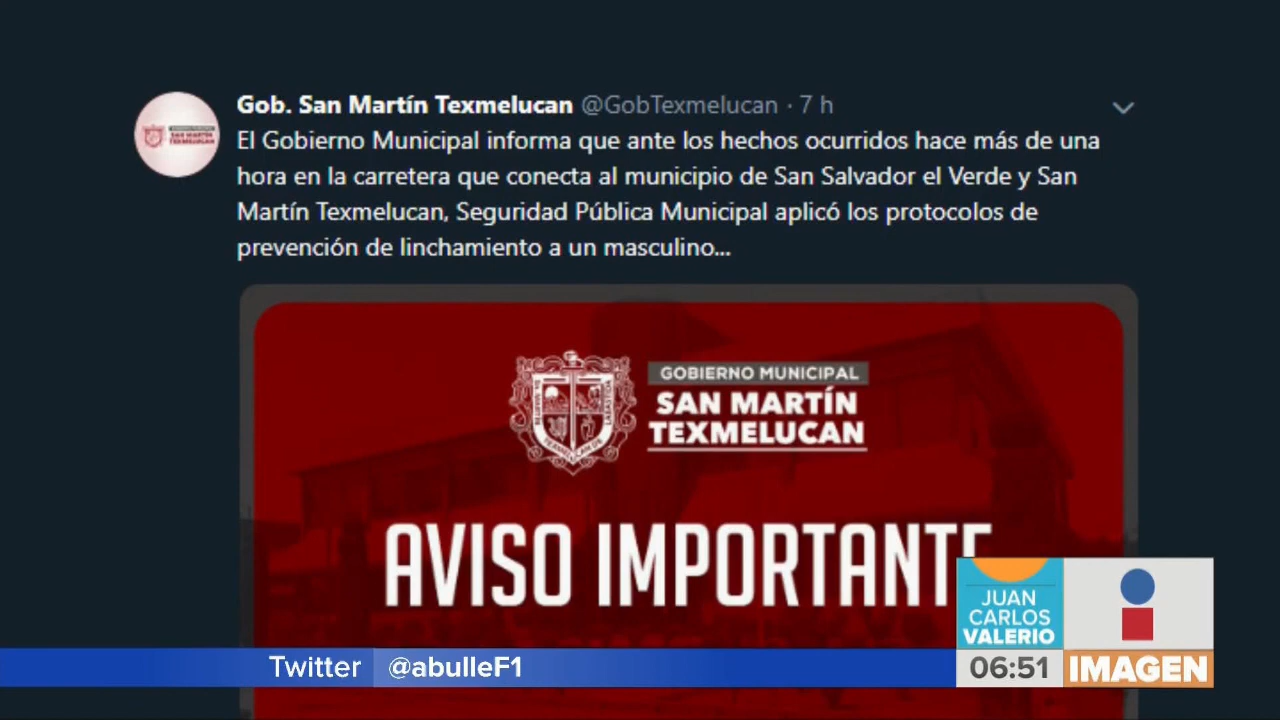 Gob. San Martín Texmelucan @GobTexmelucan · 7 h
El Gobierno Municipal informa que ante los hechos ocurridos hace más de una
hora en la carretera que conecta al municipio de San Salvador el Verde y San
Martín Texmelucan, Seguridad Pública Municipal aplicó los protocolos de
prevención de linchamiento a un masculino...
GOBIERNO MUNICIPAL
SAN MARTÍN
TEXMELUCAN
AVISO IMPORTANTE
JUAN
CARLOS
VALERIO
Twitter @abulleF1
06:51 IMAGEN